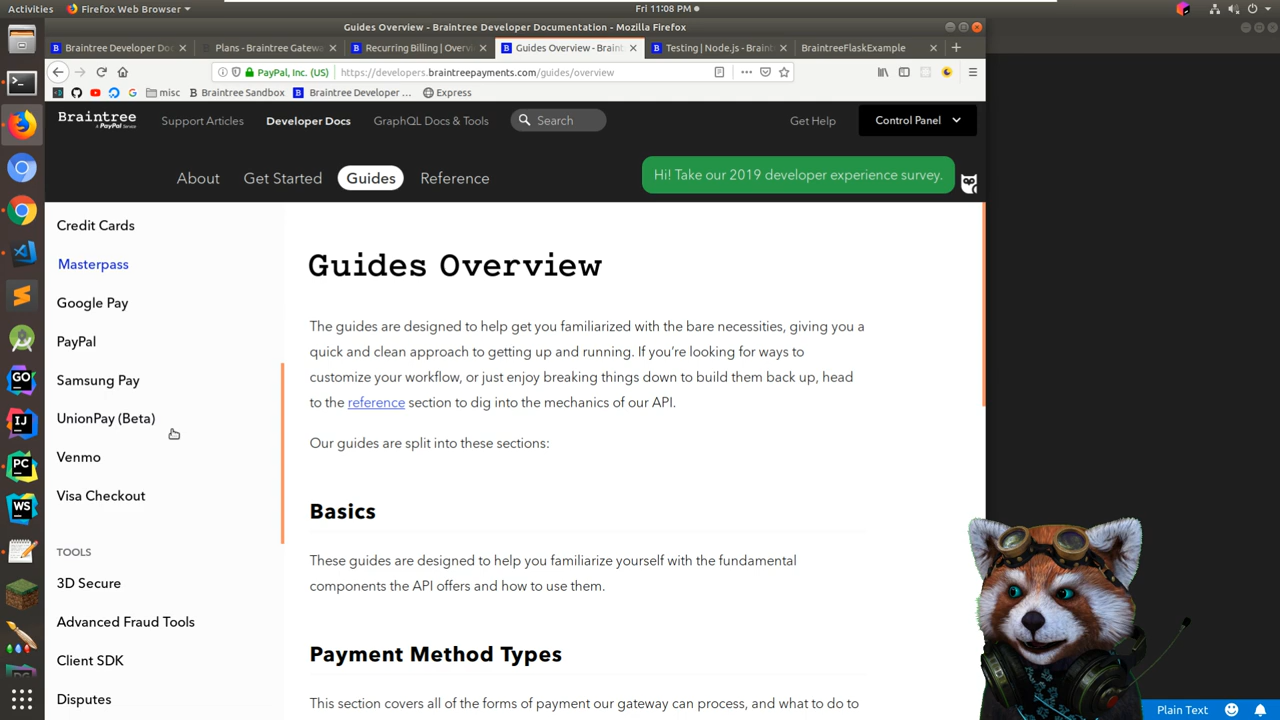 Activities
Firefox Web Browser
Fri 11:08 PM
Guides Overview - Braintree Developer Documentation - Mozilla Firefox
Braintree Developer Doc
Plans - Braintree Gatew
Recurring Billing | Overv
Guides Overview - Braint
Testing | Node.js - Braint
BraintreeFlaskExample
PayPal, Inc. (US)
https://developers.braintreepayments.com/guides/overview
misc
Braintree Sandbox
Braintree Developer ...
Express
Braintree
A PayPal Service
Support Articles
Developer Docs
GraphQL Docs & Tools
Search
Get Help
Control Panel
About
Get Started
Guides
Reference
Hi! Take our 2019 developer experience survey.
Credit Cards
Masterpass
Google Pay
PayPal
Samsung Pay
UnionPay (Beta)
Venmo
Visa Checkout
TOOLS
3D Secure
Advanced Fraud Tools
Client SDK
Disputes
Guides Overview
The guides are designed to help get you familiarized with the bare necessities, giving you a
quick and clean approach to getting up and running. If you're looking for ways to
customize your workflow, or just enjoy breaking things down to build them back up, head
to the reference section to dig into the mechanics of our API.
Our guides are split into these sections:
Basics
These guides are designed to help you familiarize yourself with the fundamental
components the API offers and how to use them.
Payment Method Types
This section covers all of the forms of payment our gateway can process, and what to do to
GO
IJ
PC
WS
Plain Text